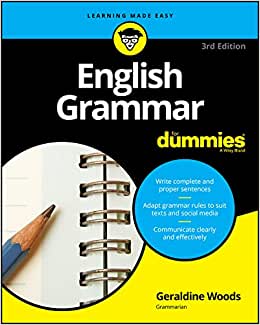 LEARNING MADE EASY
3rd Edition
English
Grammar
for
dummies
A Wiley Brand
Write complete and
proper sentences
Adapt grammar rules to suit
texts and social media
Communicate clearly
and effectively
Geraldine Woods
Grammarian